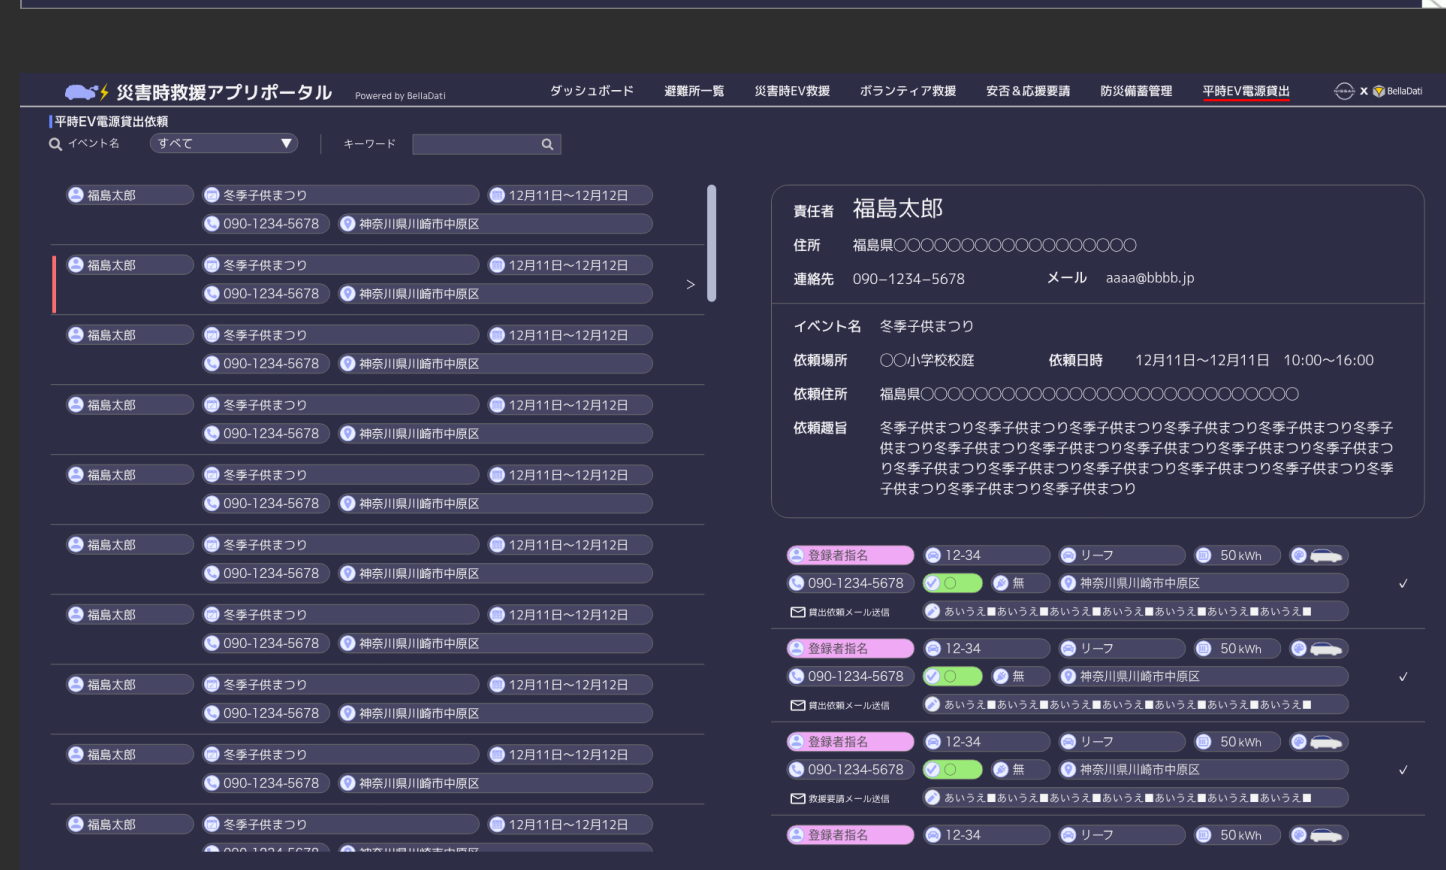 災害時救援アプリポータル Powered by BellaDati ダッシュボード 避難所一覧 災害時EV救援 ボランティア救援 安否＆応援要請 防災備蓄管理 平時EV電源貸出 NISSAN X BellaDati
平時EV電源貸出依頼
イベント名 すべて ▼ キーワード
福島太郎 冬季子供まつり 12月11日〜12月12日
090-1234-5678 神奈川県川崎市中原区
福島太郎 冬季子供まつり 12月11日〜12月12日
090-1234-5678 神奈川県川崎市中原区 >
福島太郎 冬季子供まつり 12月11日〜12月12日
090-1234-5678 神奈川県川崎市中原区
福島太郎 冬季子供まつり 12月11日〜12月12日
090-1234-5678 神奈川県川崎市中原区
福島太郎 冬季子供まつり 12月11日〜12月12日
090-1234-5678 神奈川県川崎市中原区
福島太郎 冬季子供まつり 12月11日〜12月12日
090-1234-5678 神奈川県川崎市中原区
福島太郎 冬季子供まつり 12月11日〜12月12日
090-1234-5678 神奈川県川崎市中原区
福島太郎 冬季子供まつり 12月11日〜12月12日
090-1234-5678 神奈川県川崎市中原区
福島太郎 冬季子供まつり 12月11日〜12月12日
090-1234-5678 神奈川県川崎市中原区
福島太郎 冬季子供まつり 12月11日〜12月12日
090-1234-5678 神奈川県川崎市中原区
責任者 福島太郎
住所 福島県〇〇〇〇〇〇〇〇〇〇〇〇〇〇〇〇〇〇
連絡先 090−1234−5678 メール aaaa@bbbb.jp
イベント名 冬季子供まつり
依頼場所 〇〇小学校校庭 依頼日時 12月11日〜12月11日 10:00〜16:00
依頼住所 福島県〇〇〇〇〇〇〇〇〇〇〇〇〇〇〇〇〇〇〇〇〇〇〇〇〇〇〇〇
依頼趣旨 冬季子供まつり冬季子供まつり冬季子供まつり冬季子供まつり冬季子供まつり冬季子
供まつり冬季子供まつり冬季子供まつり冬季子供まつり冬季子供まつり冬季子供まつ
り冬季子供まつり冬季子供まつり冬季子供まつり冬季子供まつり冬季子供まつり冬季
子供まつり冬季子供まつり冬季子供まつり
登録者指名 12-34 リーフ 50 kWh
090-1234-5678 〇 無 神奈川県川崎市中原区 ✓
貸出依頼メール送信 あいうえ■あいうえ■あいうえ■あいうえ■あいうえ■あいうえ■あいうえ■
登録者指名 12-34 リーフ 50 kWh
090-1234-5678 〇 無 神奈川県川崎市中原区 ✓
貸出依頼メール送信 あいうえ■あいうえ■あいうえ■あいうえ■あいうえ■あいうえ■あいうえ■
登録者指名 12-34 リーフ 50 kWh
090-1234-5678 〇 無 神奈川県川崎市中原区 ✓
救援要請メール送信 あいうえ■あいうえ■あいうえ■あいうえ■あいうえ■あいうえ■あいうえ■
登録者指名 12-34 リーフ 50 kWh